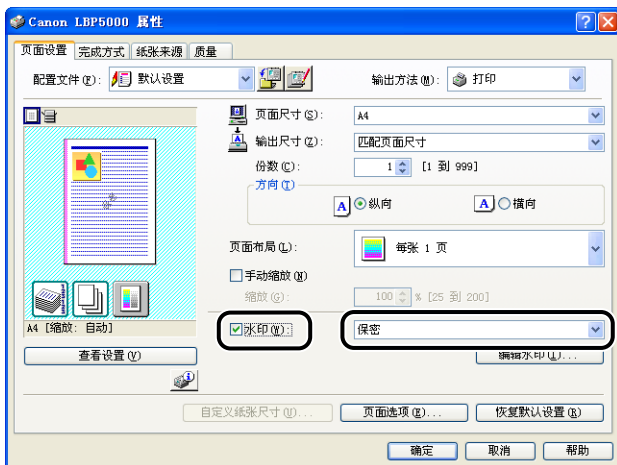 Canon LBP5000 属性
页面设置 完成方式 纸张来源 质量
配置文件(F): 默认设置 输出方法(M): 打印
页面尺寸(S): A4
输出尺寸(Z): 匹配页面尺寸
份数(C): 1 [1 到 999]
方向(T)
A 纵向 A 横向
页面布局(L): 每张 1 页
手动缩放(N)
缩放(G): 100 % [25 到 200]
A4 [缩放: 自动]
水印(W): 保密
查看设置(V) 编辑水印(I)...
自定义纸张尺寸(U)... 页面选项(E)... 恢复默认设置(R)
确定 取消 帮助